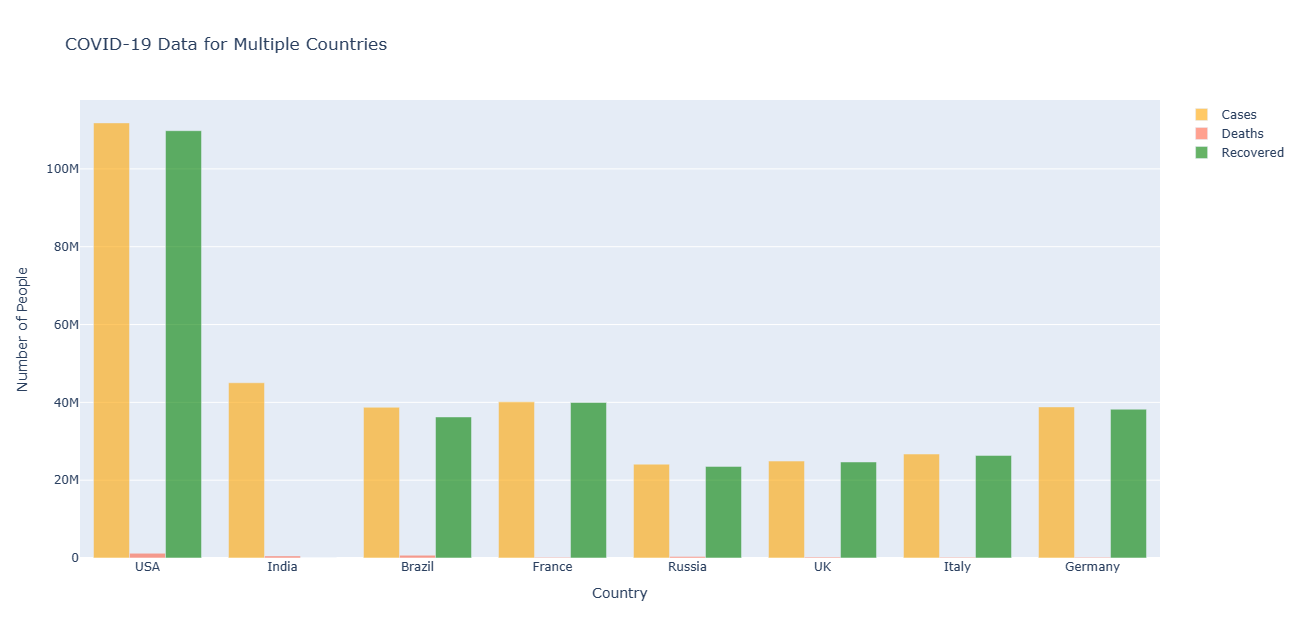 COVID-19 Data for Multiple Countries
Cases
Deaths
Recovered
Number of People
100M
80M
60M
40M
20M
0
USA India Brazil France Russia UK Italy Germany
Country